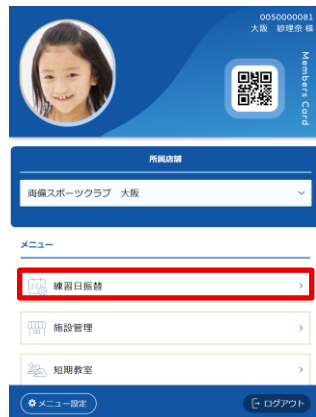 0050000081
大阪 紗理奈 様
Members Card
所属店舗
両備スポーツクラブ 大阪
メニュー
練習日振替
施設管理
短期教室
メニュー設定
ログアウト